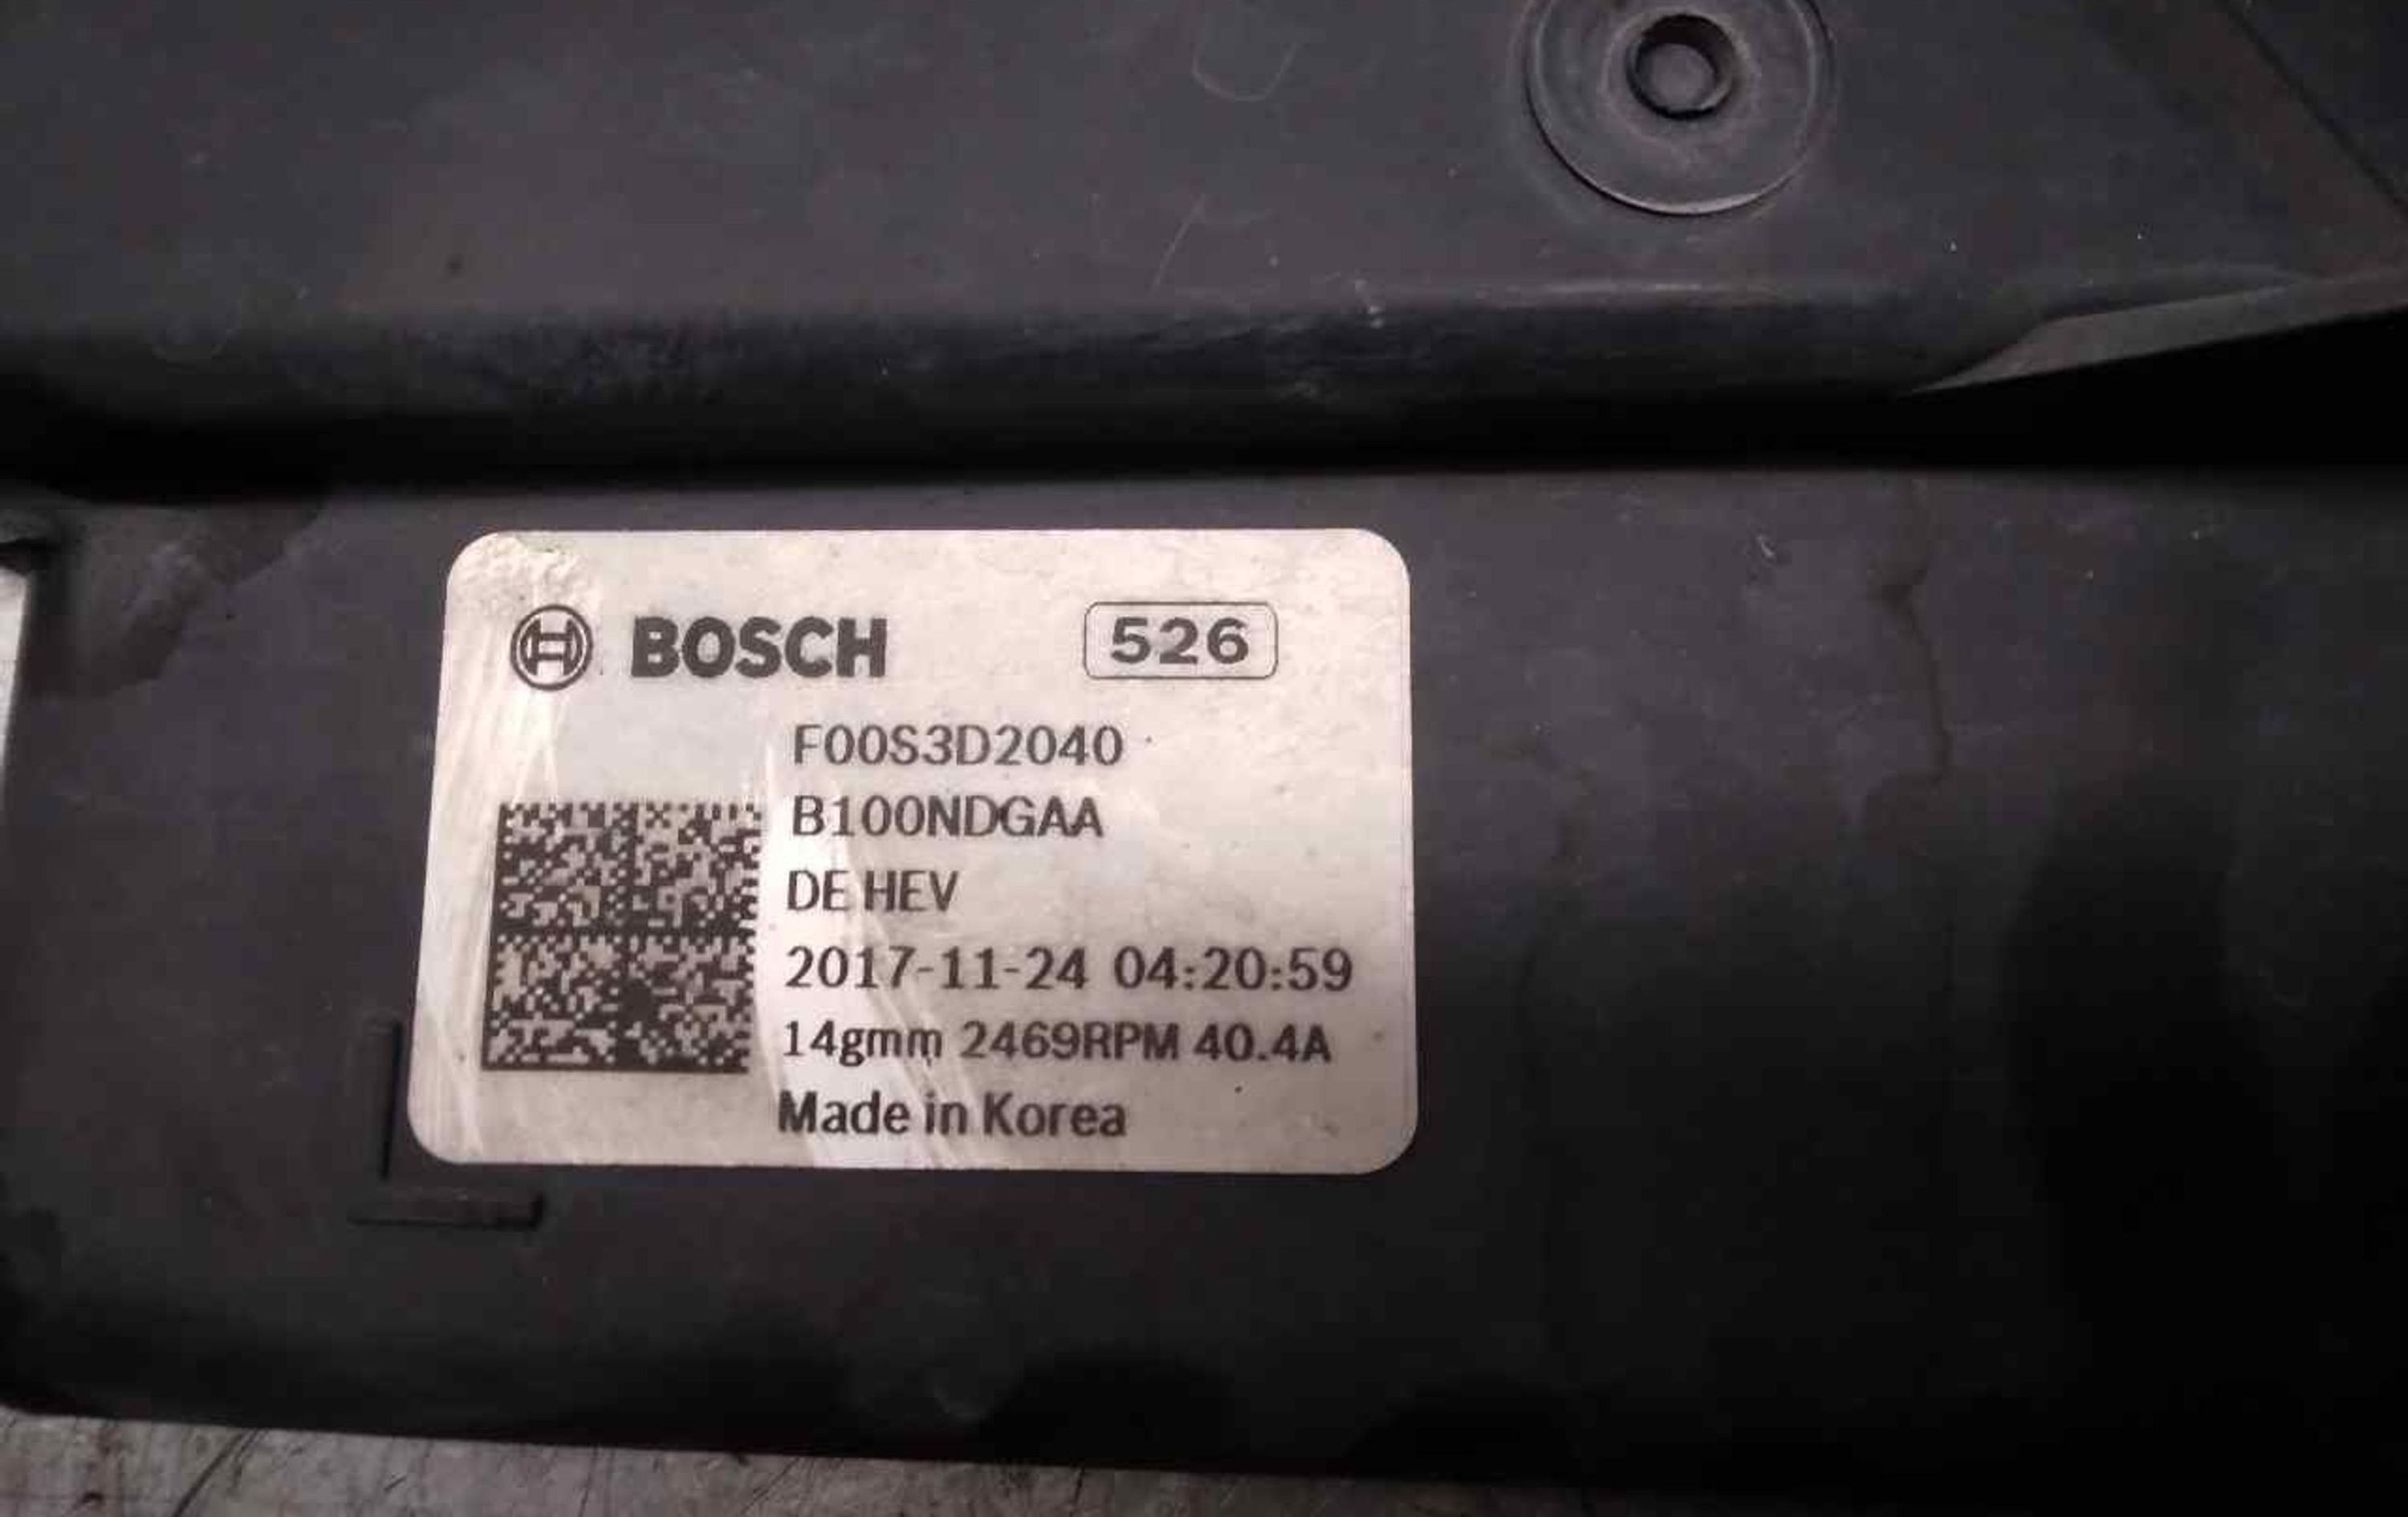 BOSCH 526
F00S3D2040
B100NDGAA
DE HEV
2017-11-24 04:20:59
14gmm 2469RPM 40.4A
Made in Korea